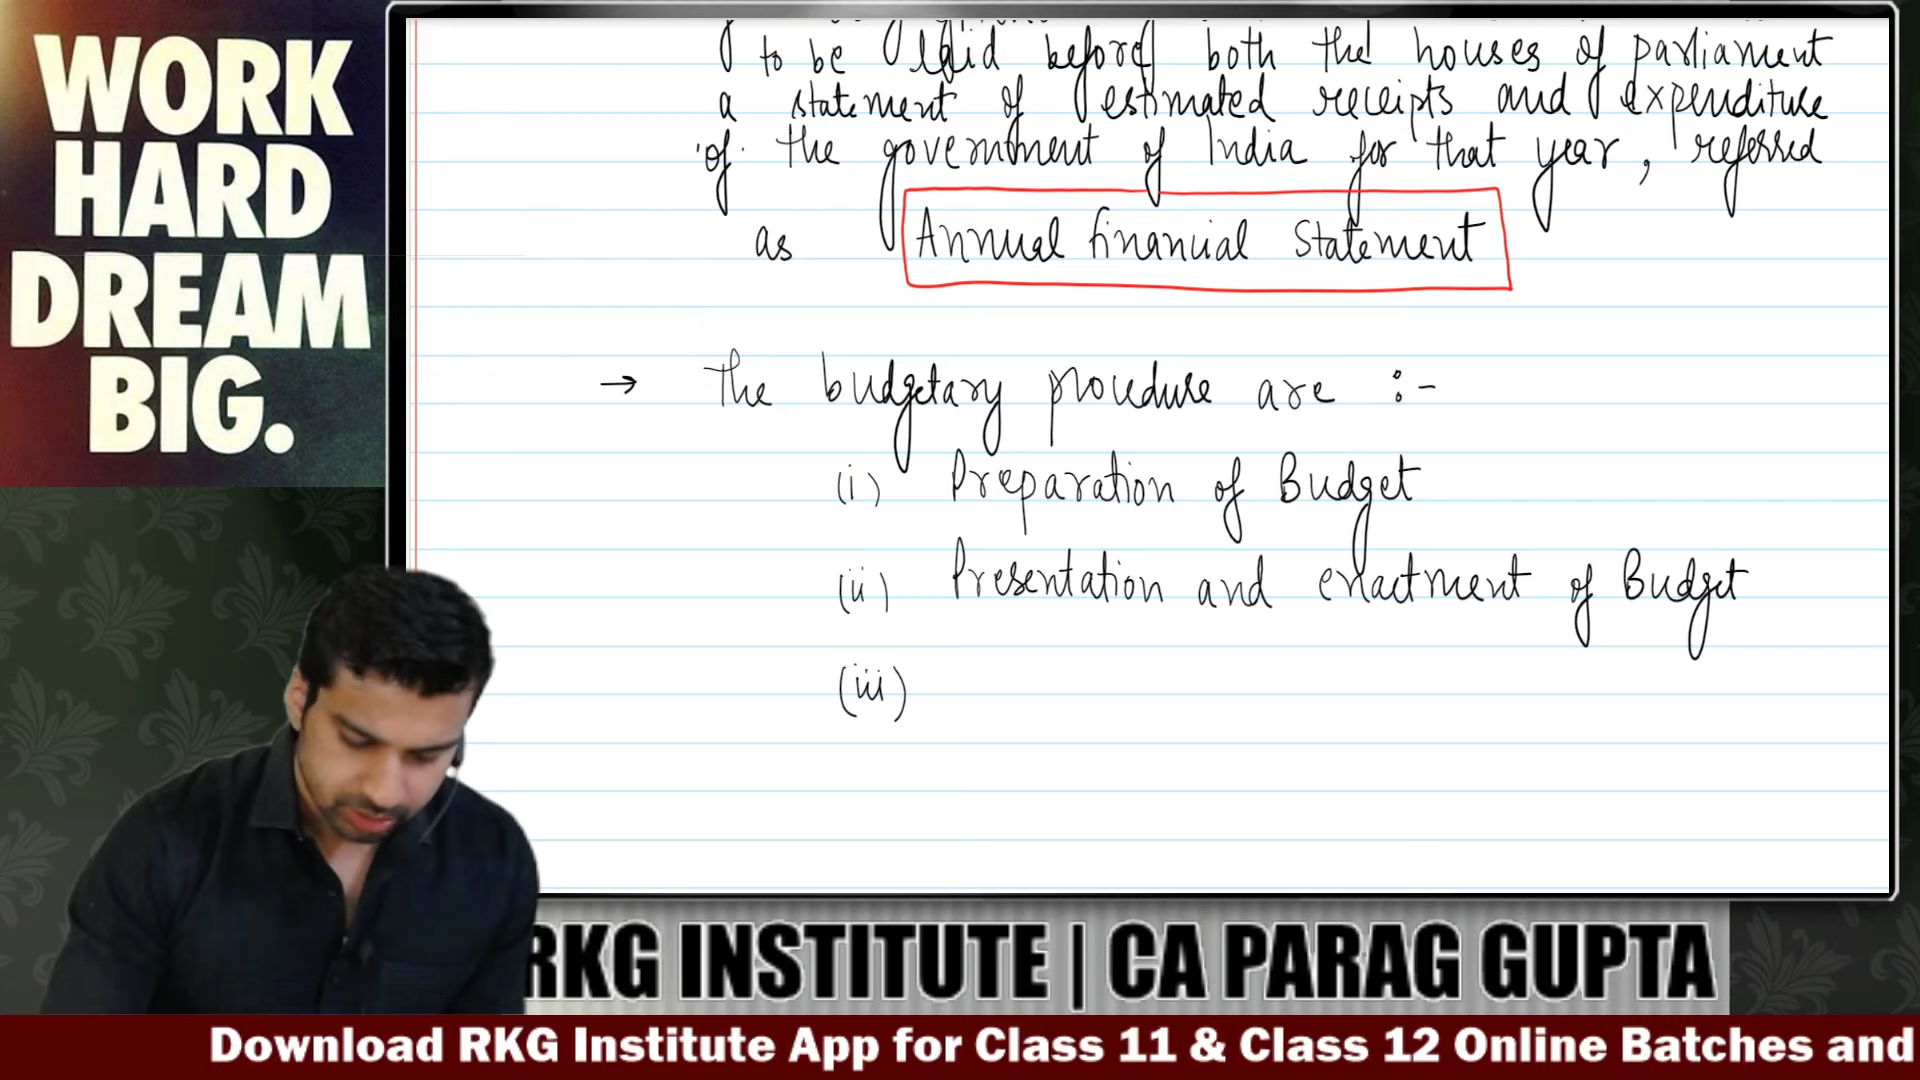 WORK
HARD
DREAM
BIG.
to be laid before both the houses of parliament
a statement of estimated receipts and expenditure
of the government of India for that year, referred
as Annual financial Statement
→ The budgetary procedure are :-
(i) Preparation of Budget
(ii) Presentation and enactment of Budget
(iii)
RKG INSTITUTE | CA PARAG GUPTA
Download RKG Institute App for Class 11 & Class 12 Online Batches and